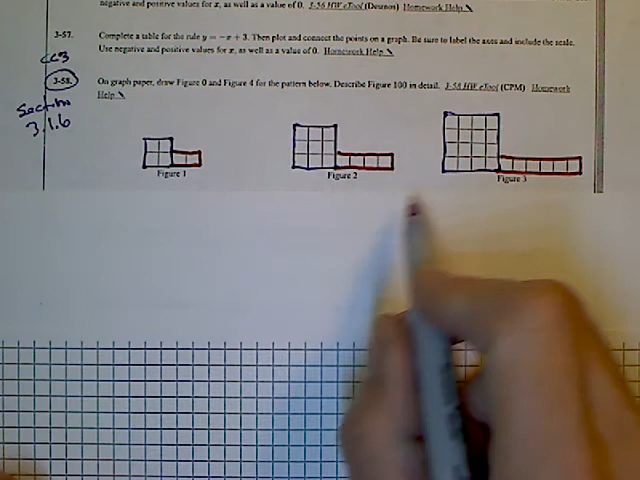 negative and positive values for x, as well as a value of 0. 3-56 HW eTool (Desmos) Homework Help ✎
3-57. Complete a table for the rule y = −x + 3. Then plot and connect the points on a graph. Be sure to label the axes and include the scale.
Use negative and positive values for x, as well as a value of 0. Homework Help ✎
CC3
3-58. On graph paper, draw Figure 0 and Figure 4 for the pattern below. Describe Figure 100 in detail. 3-58 HW eTool (CPM) Homework
Help ✎
Section
3.1.6
Figure 1 Figure 2 Figure 3